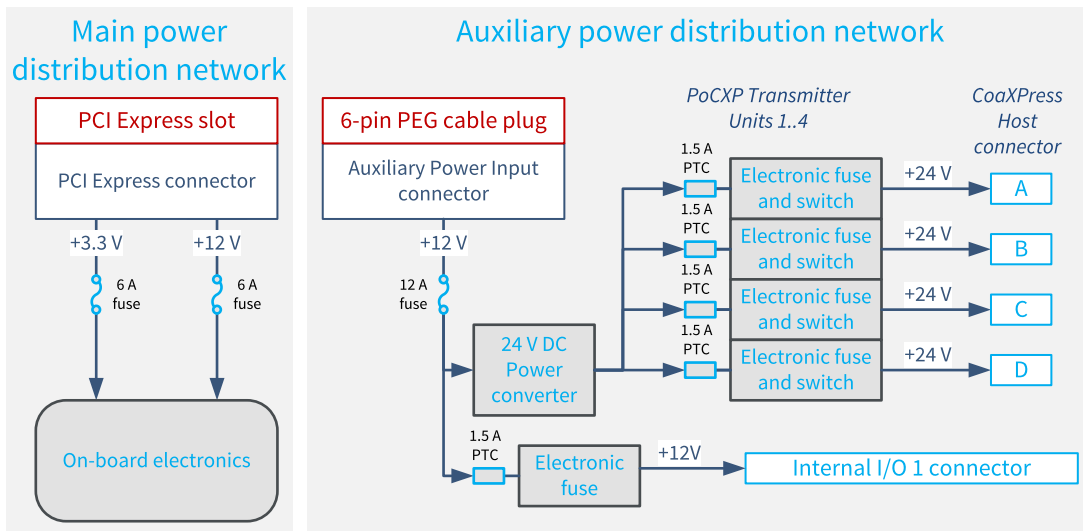 Main power
distribution network
PCI Express slot
PCI Express connector
+3.3 V
+12 V
6 A
fuse
6 A
fuse
On-board electronics
Auxiliary power distribution network
6-pin PEG cable plug
Auxiliary Power Input
connector
+12 V
12 A
fuse
24 V DC
Power
converter
PoCXP Transmitter
Units 1..4
CoaXPress
Host
connector
1.5 A
PTC
Electronic fuse
and switch
+24 V
A
1.5 A
PTC
Electronic fuse
and switch
+24 V
B
1.5 A
PTC
Electronic fuse
and switch
+24 V
C
1.5 A
PTC
Electronic fuse
and switch
+24 V
D
1.5 A
PTC
Electronic
fuse
+12V
Internal I/O 1 connector